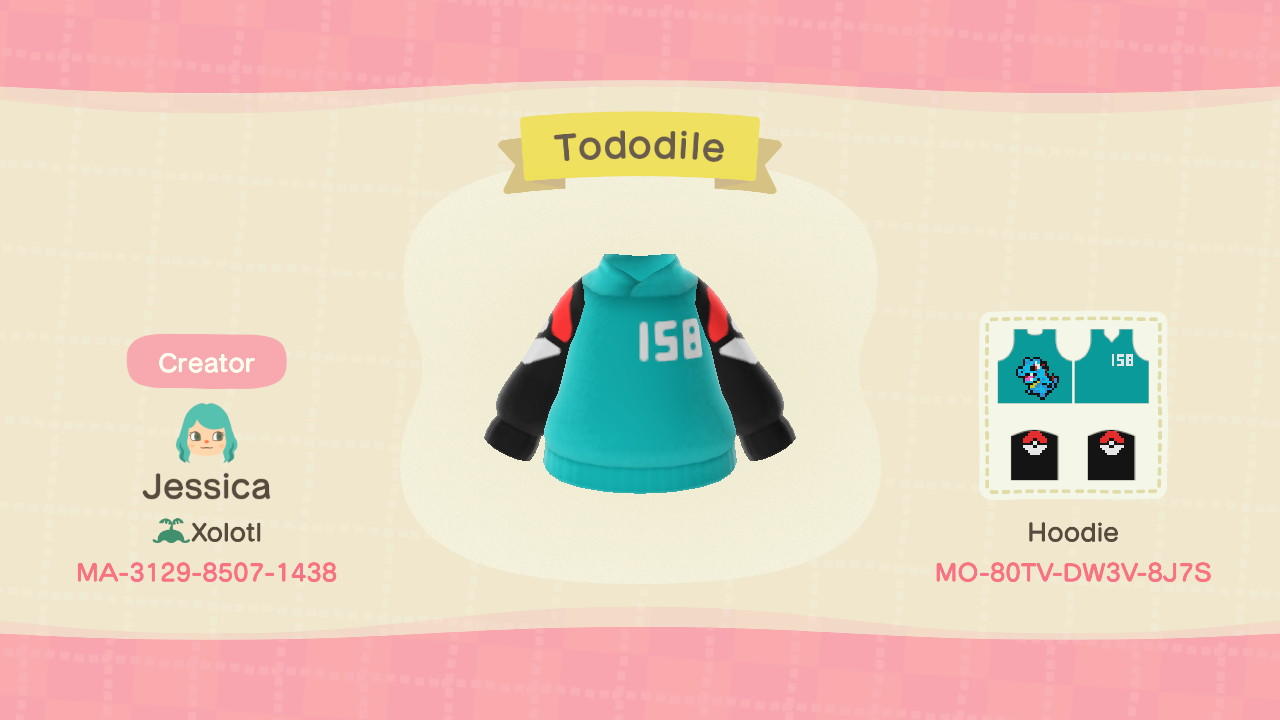 Tododile
158
Creator
Jessica
Xolotl
MA-3129-8507-1438
158
Hoodie
MO-80TV-DW3V-8J7S